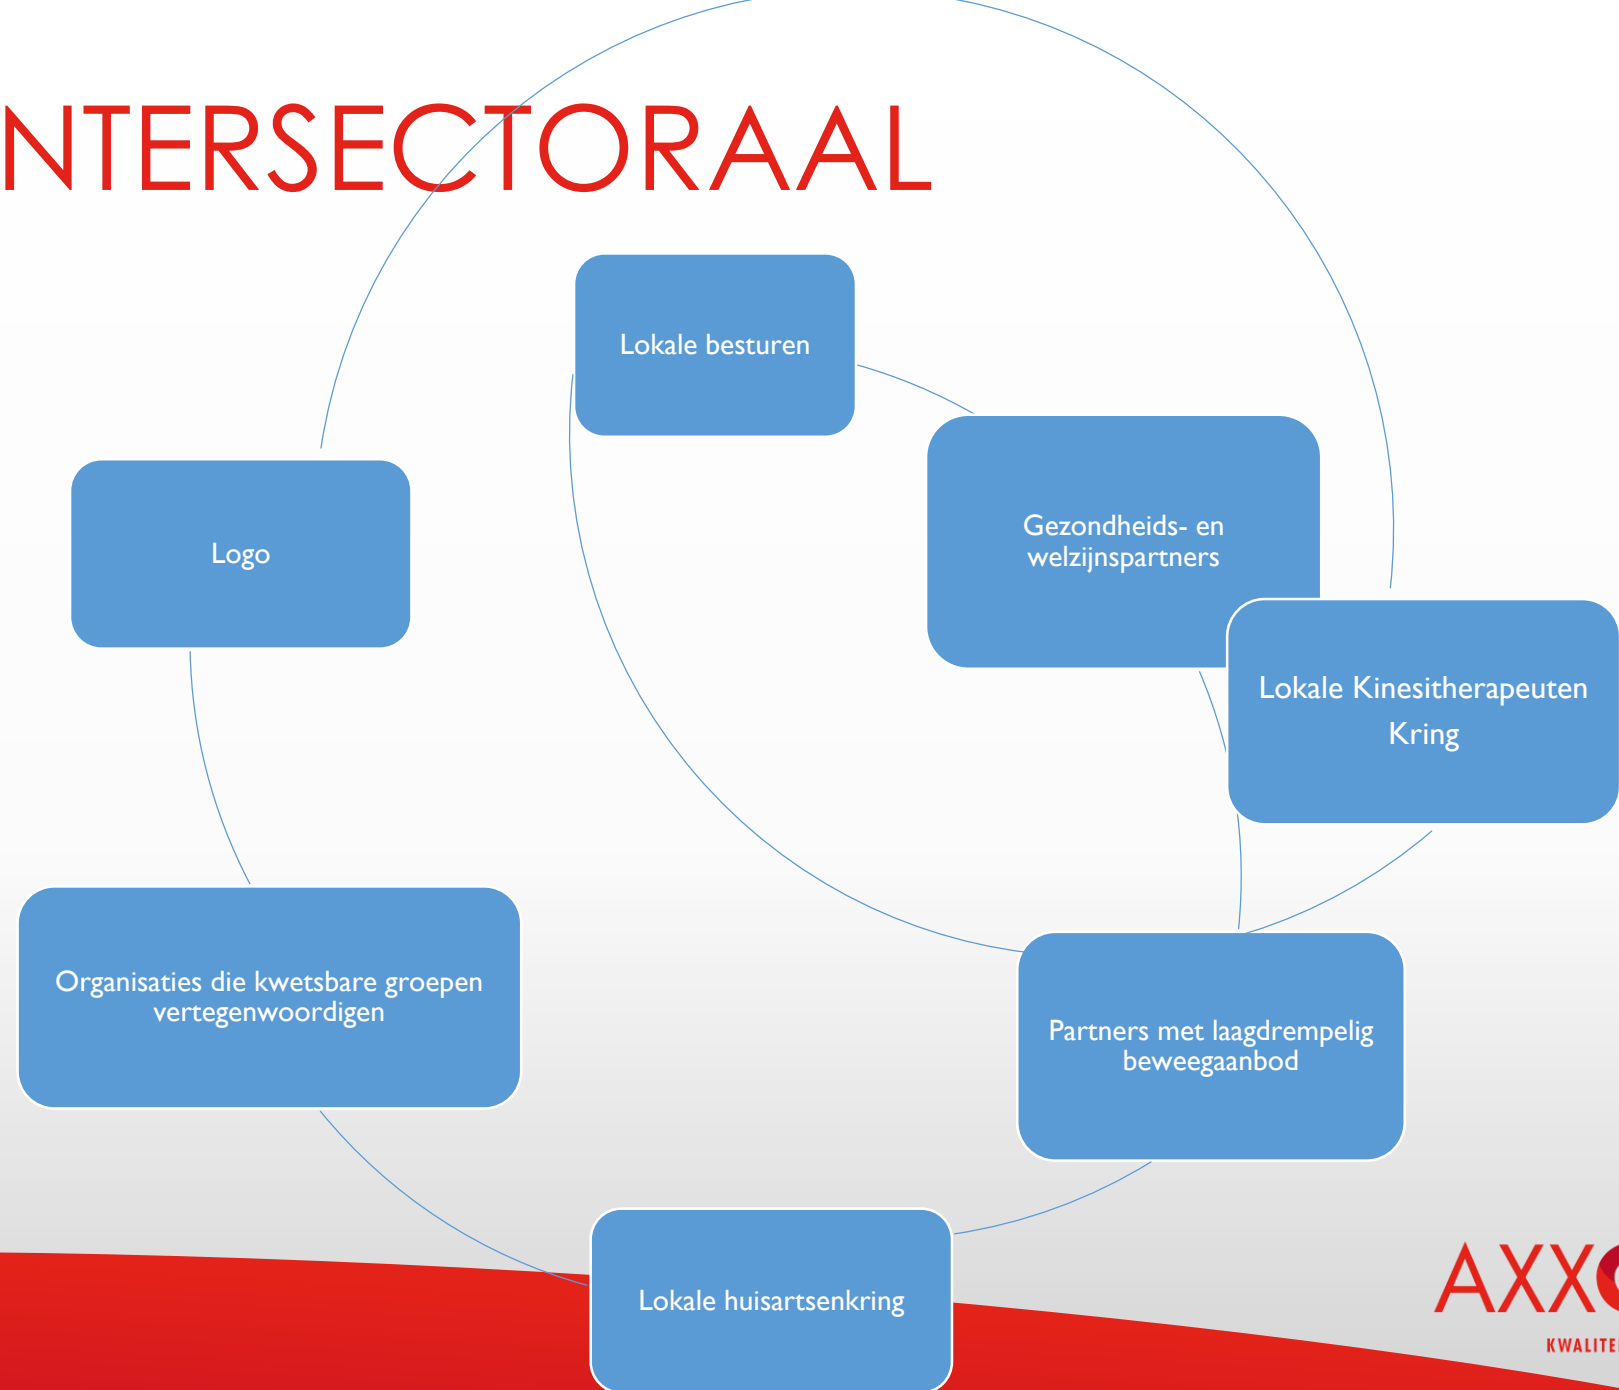 NTERSECTORAAL
Lokale besturen
Gezondheids- en
welzijnspartners
Logo
Lokale Kinesitherapeuten
Kring
Organisaties die kwetsbare groepen
vertegenwoordigen
Partners met laagdrempelig
beweegaanbod
Lokale huisartsenkring
AXX
KWALITE